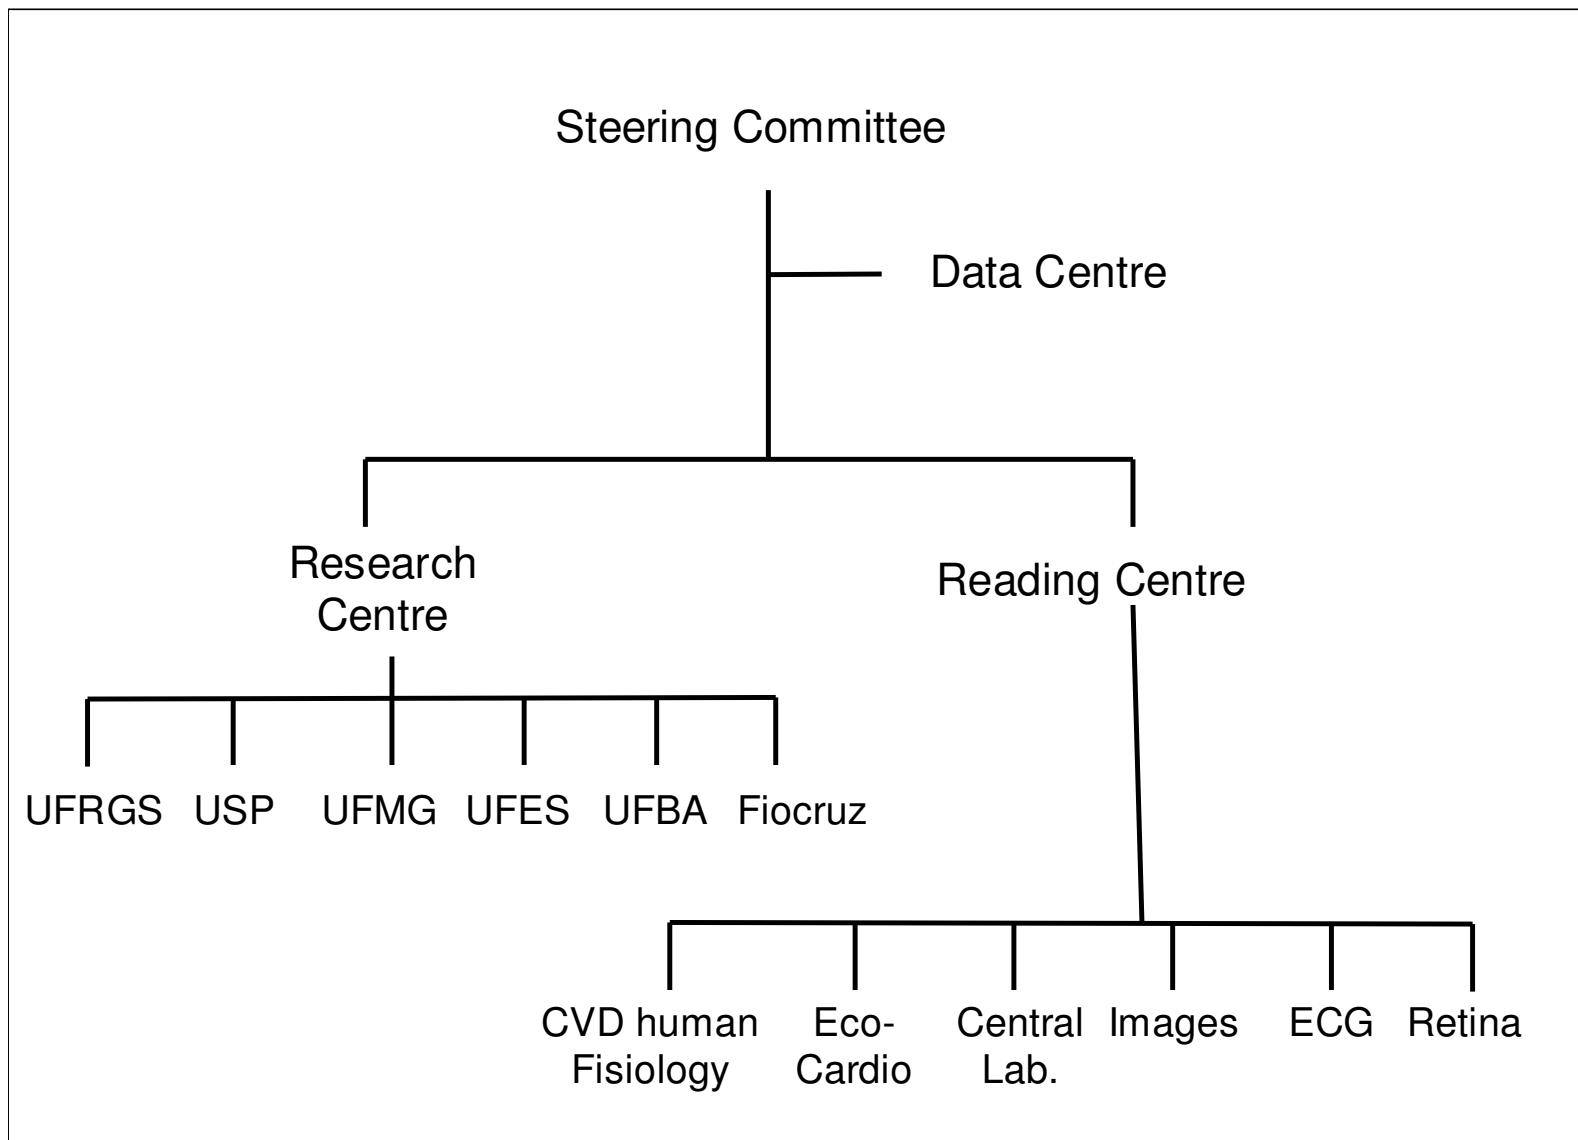 Steering Committee
Data Centre
Research
Centre
Reading Centre
UFRGS USP UFMG UFES UFBA Fiocruz
CVD human
Fisiology
Eco-
Cardio
Central
Lab.
Images
ECG
Retina